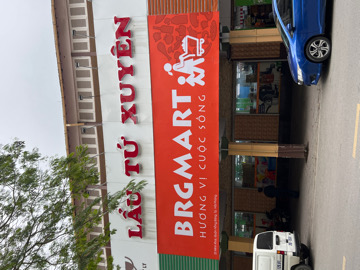 LẨU TỨ XUYÊN
BRGMART
HƯƠNG VỊ CUỘC SỐNG